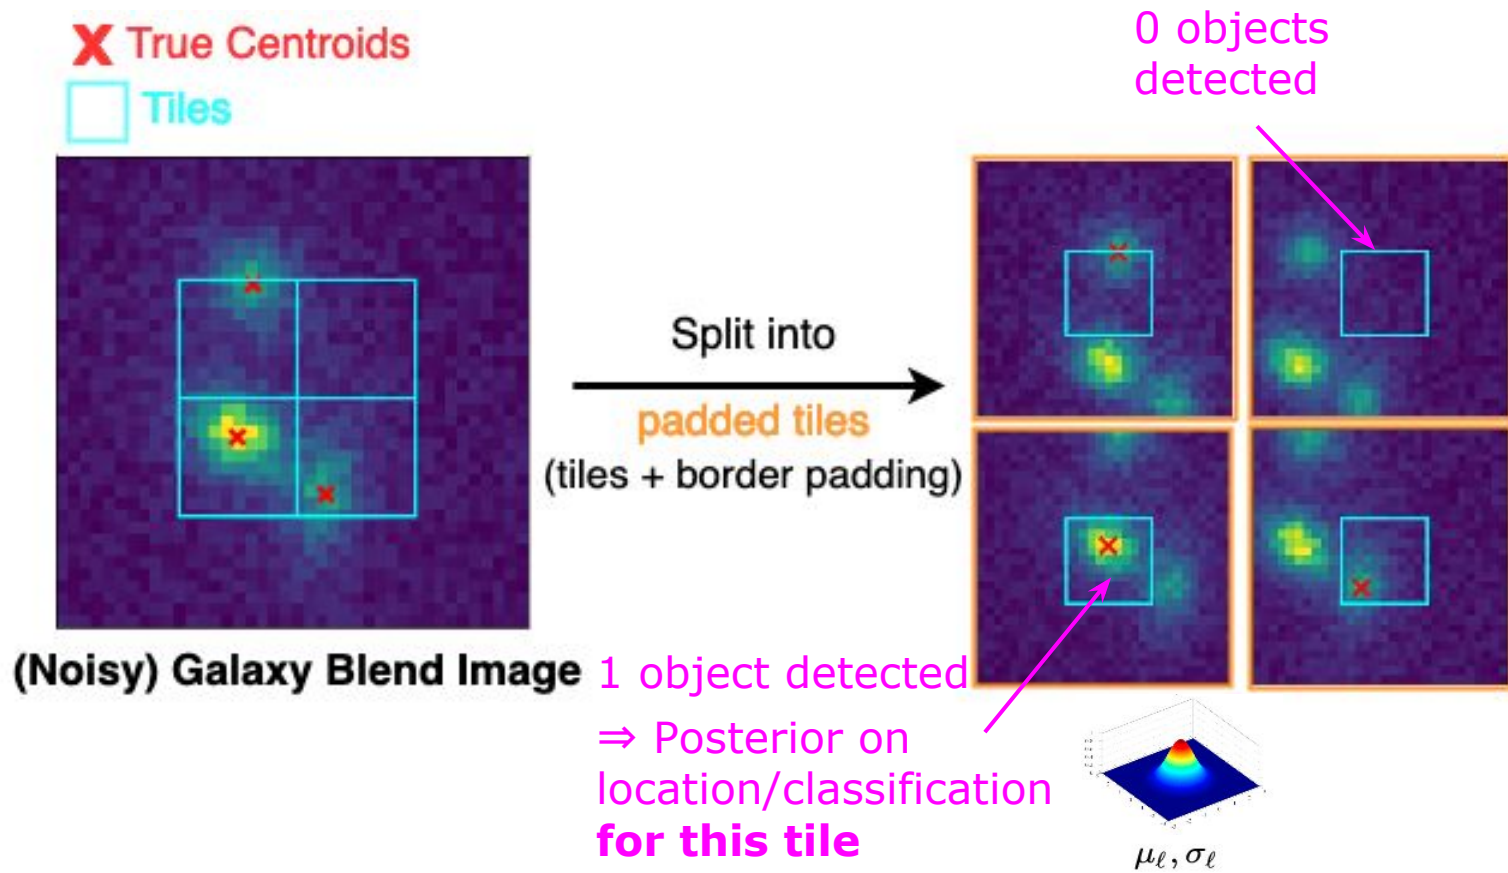 True Centroids
Tiles
0 objects
detected
Split into
padded tiles
(tiles + border padding)
(Noisy) Galaxy Blend Image
1 object detected
⇒ Posterior on
location/classification
for this tile
μℓ, σℓ